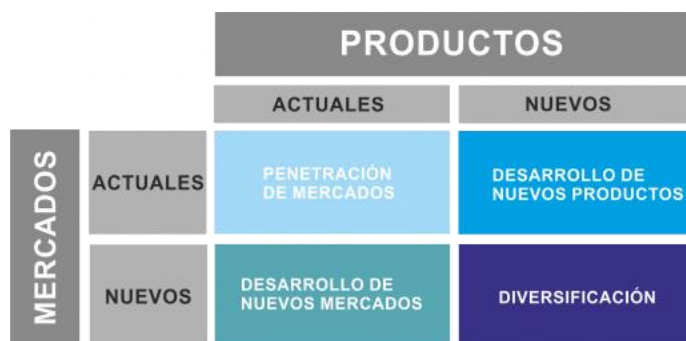 PRODUCTOS
ACTUALES
NUEVOS
MERCADOS
ACTUALES
PENETRACIÓN
DE MERCADOS
DESARROLLO DE
NUEVOS PRODUCTOS
NUEVOS
DESARROLLO DE
NUEVOS MERCADOS
DIVERSIFICACIÓN